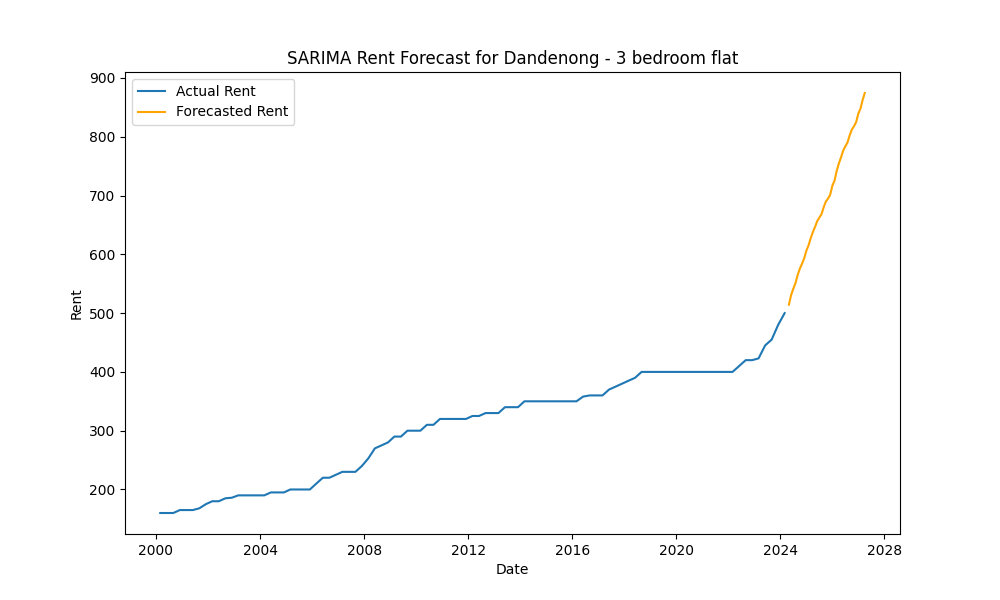 SARIMA Rent Forecast for Dandenong - 3 bedroom flat
Actual Rent
Forecasted Rent
900
800
700
600
500
400
300
200
Rent
2000 2004 2008 2012 2016 2020 2024 2028
Date